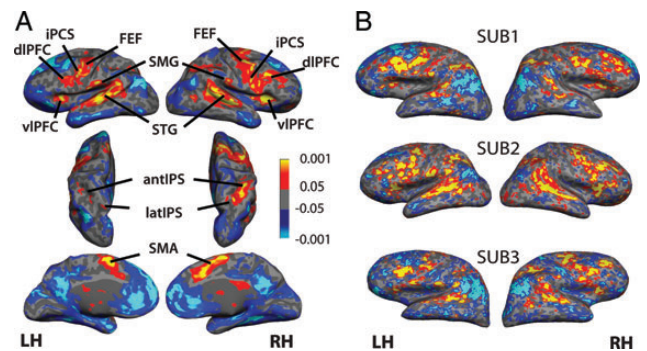 A
iPCS FEF FEF iPCS
dlPFC SMG dlPFC
vlPFC STG vlPFC
antIPS
latIPS
0.001
0.05
-0.05
-0.001
SMA
LH RH
B
SUB1
SUB2
SUB3
LH RH